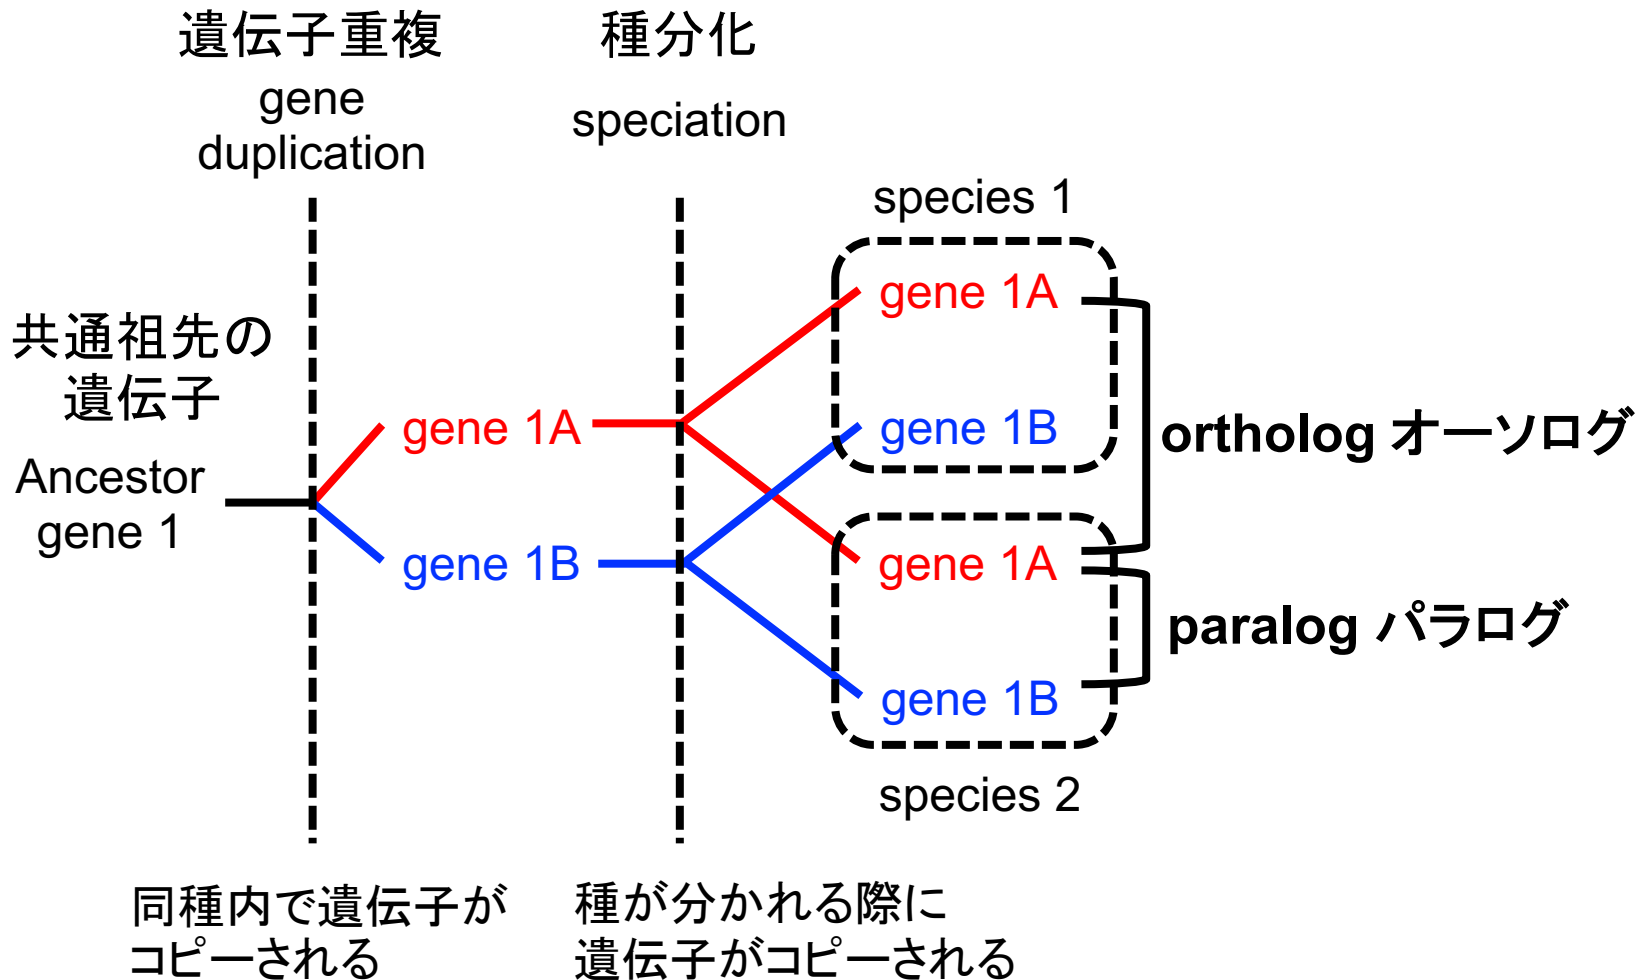 遺伝子重複
gene
duplication
種分化
speciation
species 1
共通祖先の
遺伝子
Ancestor
gene 1
gene 1A
gene 1B
gene 1A
gene 1B
gene 1A
gene 1B
ortholog オーソログ
paralog パラログ
species 2
同種内で遺伝子が
コピーされる
種が分かれる際に
遺伝子がコピーされる